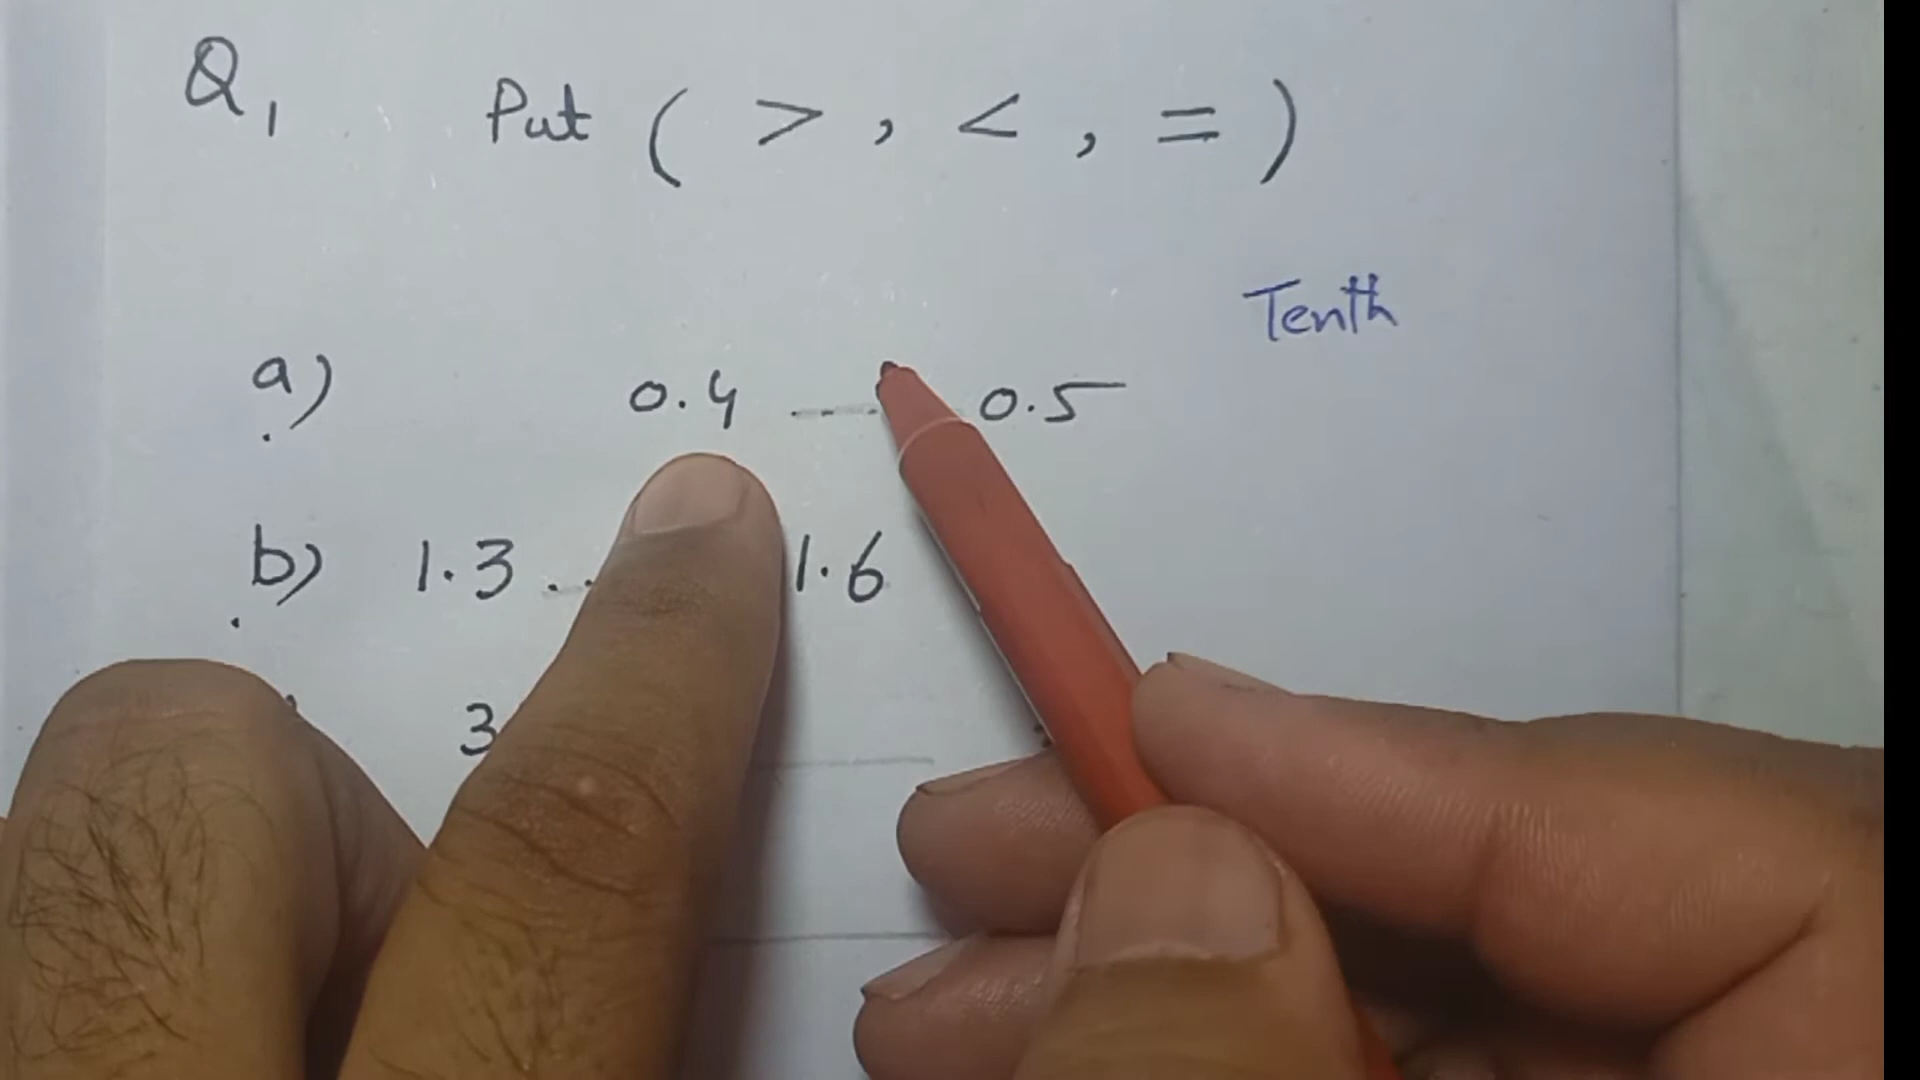 Q1 Put ( > , < , = )
Tenth
a) 0.4 ---- 0.5
b) 1.3 .. 1.6
3